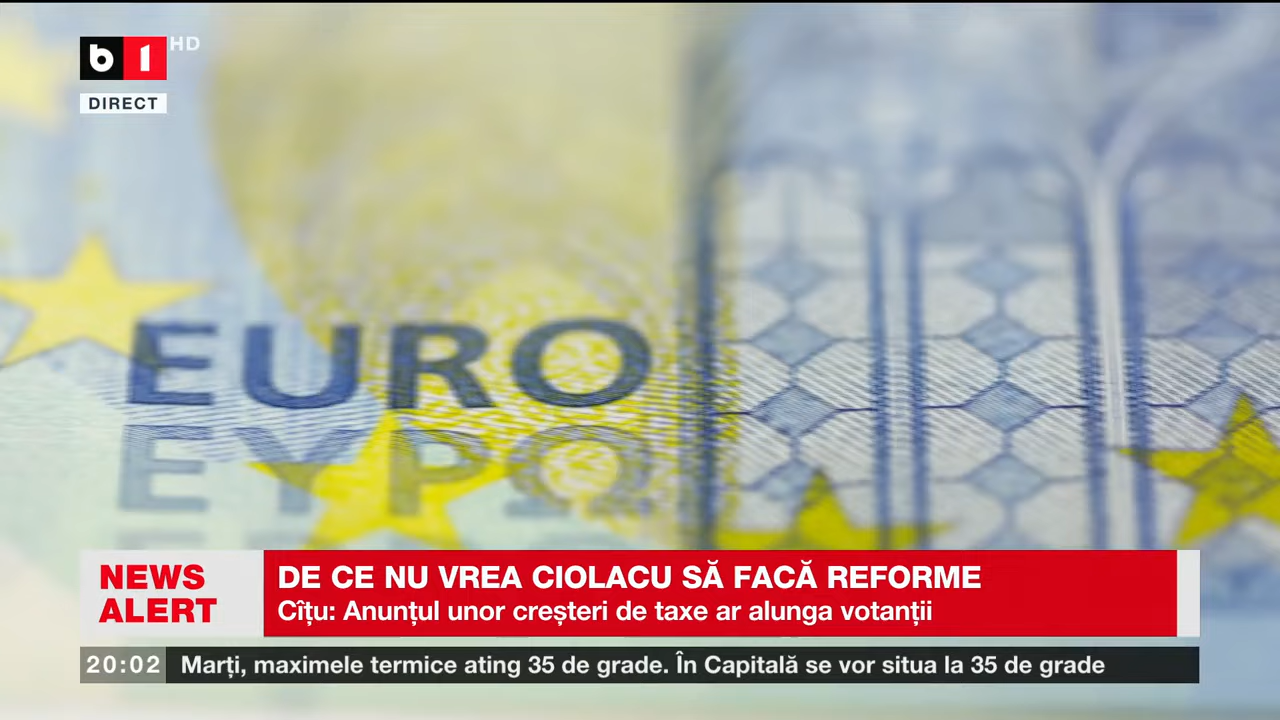 b1 HD
DIRECT
EURO
ΕΥΡΩ
NEWS ALERT
DE CE NU VREA CIOLACU SĂ FACĂ REFORME
Cîțu: Anunțul unor creșteri de taxe ar alunga votanții
20:02 Marți, maximele termice ating 35 de grade. În Capitală se vor situa la 35 de grade